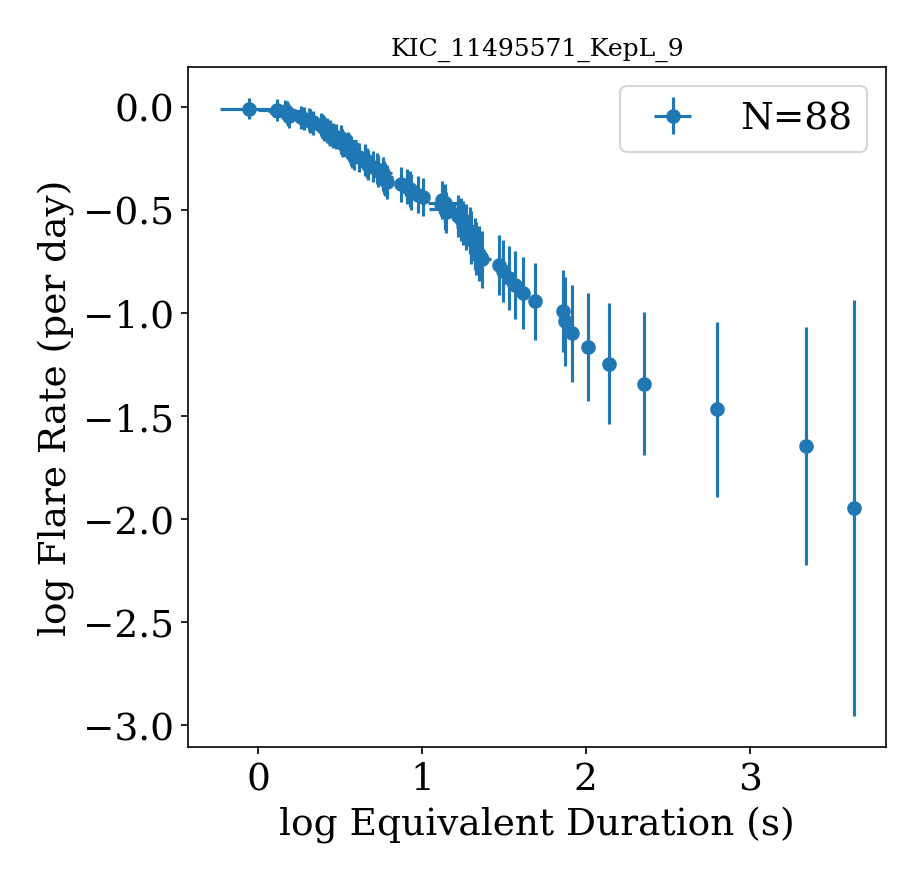 KIC_11495571_KepL_9
N=88
0.0
−0.5
−1.0
−1.5
−2.0
−2.5
−3.0
log Flare Rate (per day)
0 1 2 3
log Equivalent Duration (s)